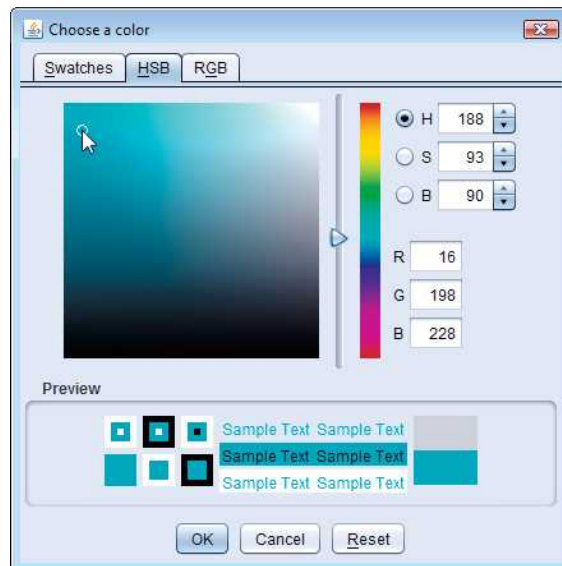 Choose a color
Swatches HSB RGB
H 188
S 93
B 90
R 16
G 198
B 228
Preview
Sample Text Sample Text
Sample Text Sample Text
Sample Text Sample Text
OK Cancel Reset